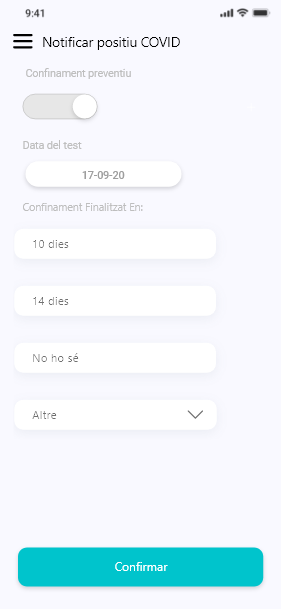 9:41
Notificar positiu COVID
Confinament preventiu
Data del test
17-09-20
Confinament Finalitzat En:
10 dies
14 dies
No ho sé
Altre
Confirmar